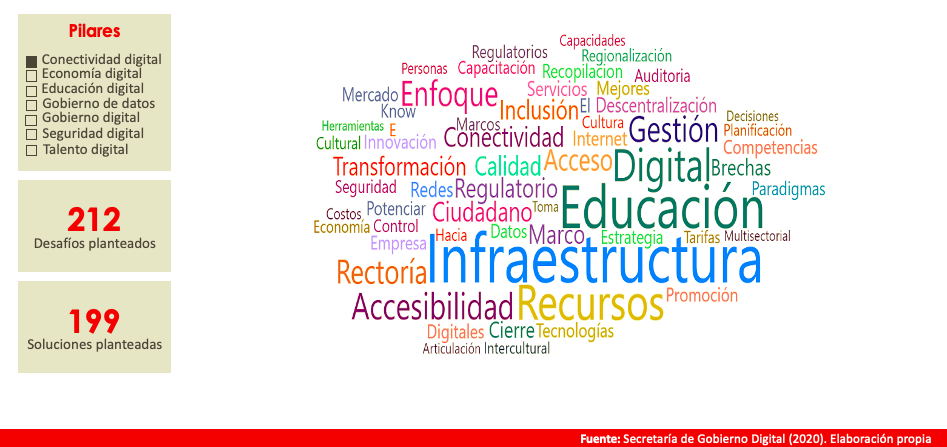 Pilares
Conectividad digital
Economía digital
Educación digital
Gobierno de datos
Gobierno digital
Seguridad digital
Talento digital
212
Desafíos planteados
199
Soluciones planteadas
Capacidades
Regulatorios
Regionalización
Personas
Capacitación
Recopilacion
Auditoria
Mercado
Enfoque
Servicios
Mejores
Know
Inclusión
El
Descentralización
Herramientas
E
Marcos
Cultura
Gestión
Decisiones
Planificación
Cultural
Innovación
Conectividad
Internet
Competencias
Transformación
Calidad
Acceso
Digital
Brechas
Seguridad
Redes
Regulatorio
Paradigmas
Costos,
Potenciar
Ciudadano
Toma
Educación
Economía
Control
Empresa
Hacia
Datos
Marco
Estrategia
Tarifas
Multisectorial
Rectoría
Infraestructura
Accesibilidad
Recursos
Promoción
Digitales
Cierre
Tecnologías
Articulación
Intercultural
Fuente: Secretaría de Gobierno Digital (2020). Elaboración propia